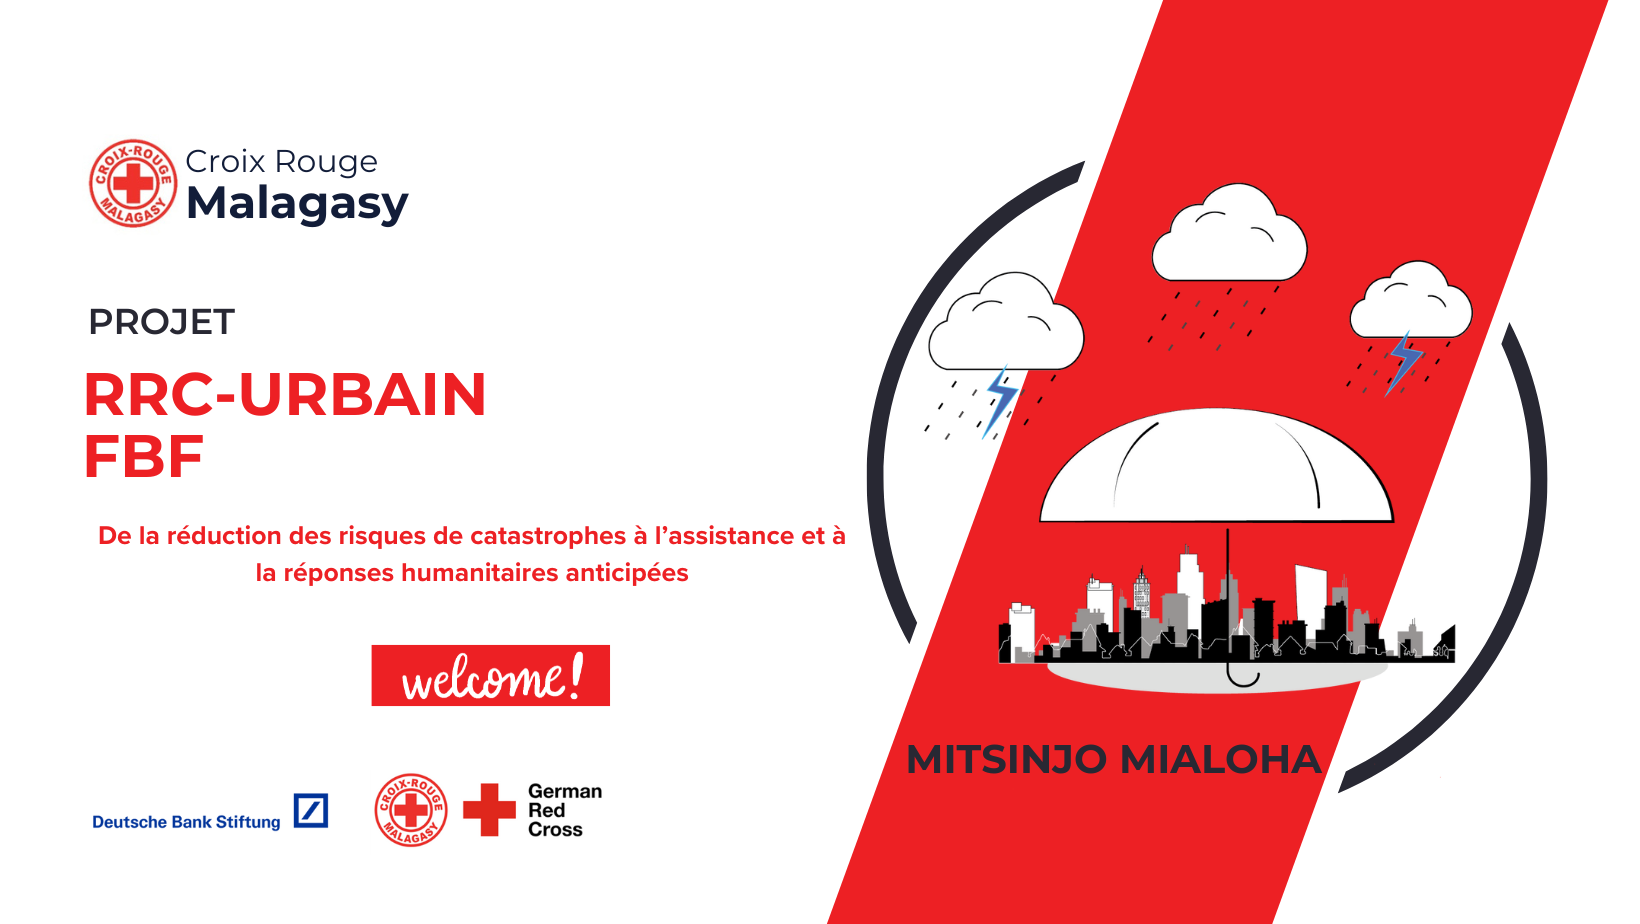 CROIX-ROUGE
MALAGASY
Croix Rouge
Malagasy
PROJET
RRC-URBAIN
FBF
De la réduction des risques de catastrophes à l’assistance et à
la réponses humanitaires anticipées
welcome!
MITSINJO MIALOHA
Deutsche Bank Stiftung
CROIX-ROUGE
MALAGASY
German
Red
Cross